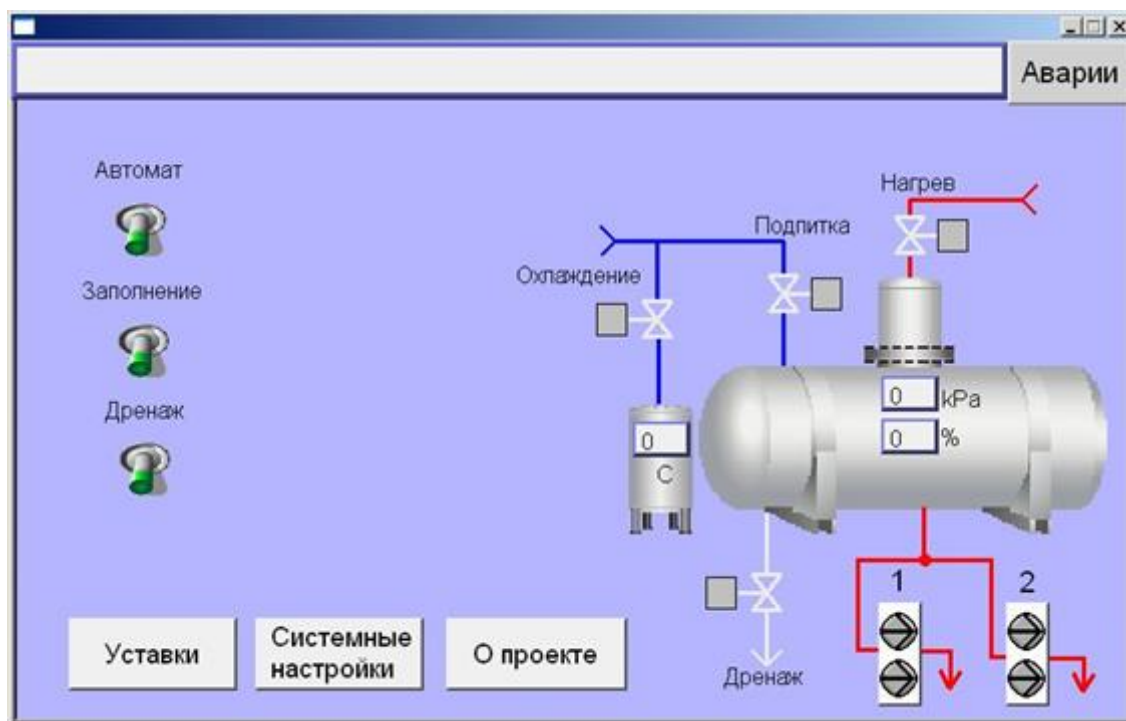 Аварии
Автомат
Заполнение
Дренаж
Нагрев
Подпитка
Охлаждение
0 kPa
0 %
0
C
1
2
Дренаж
Уставки
Системные
настройки
О проекте